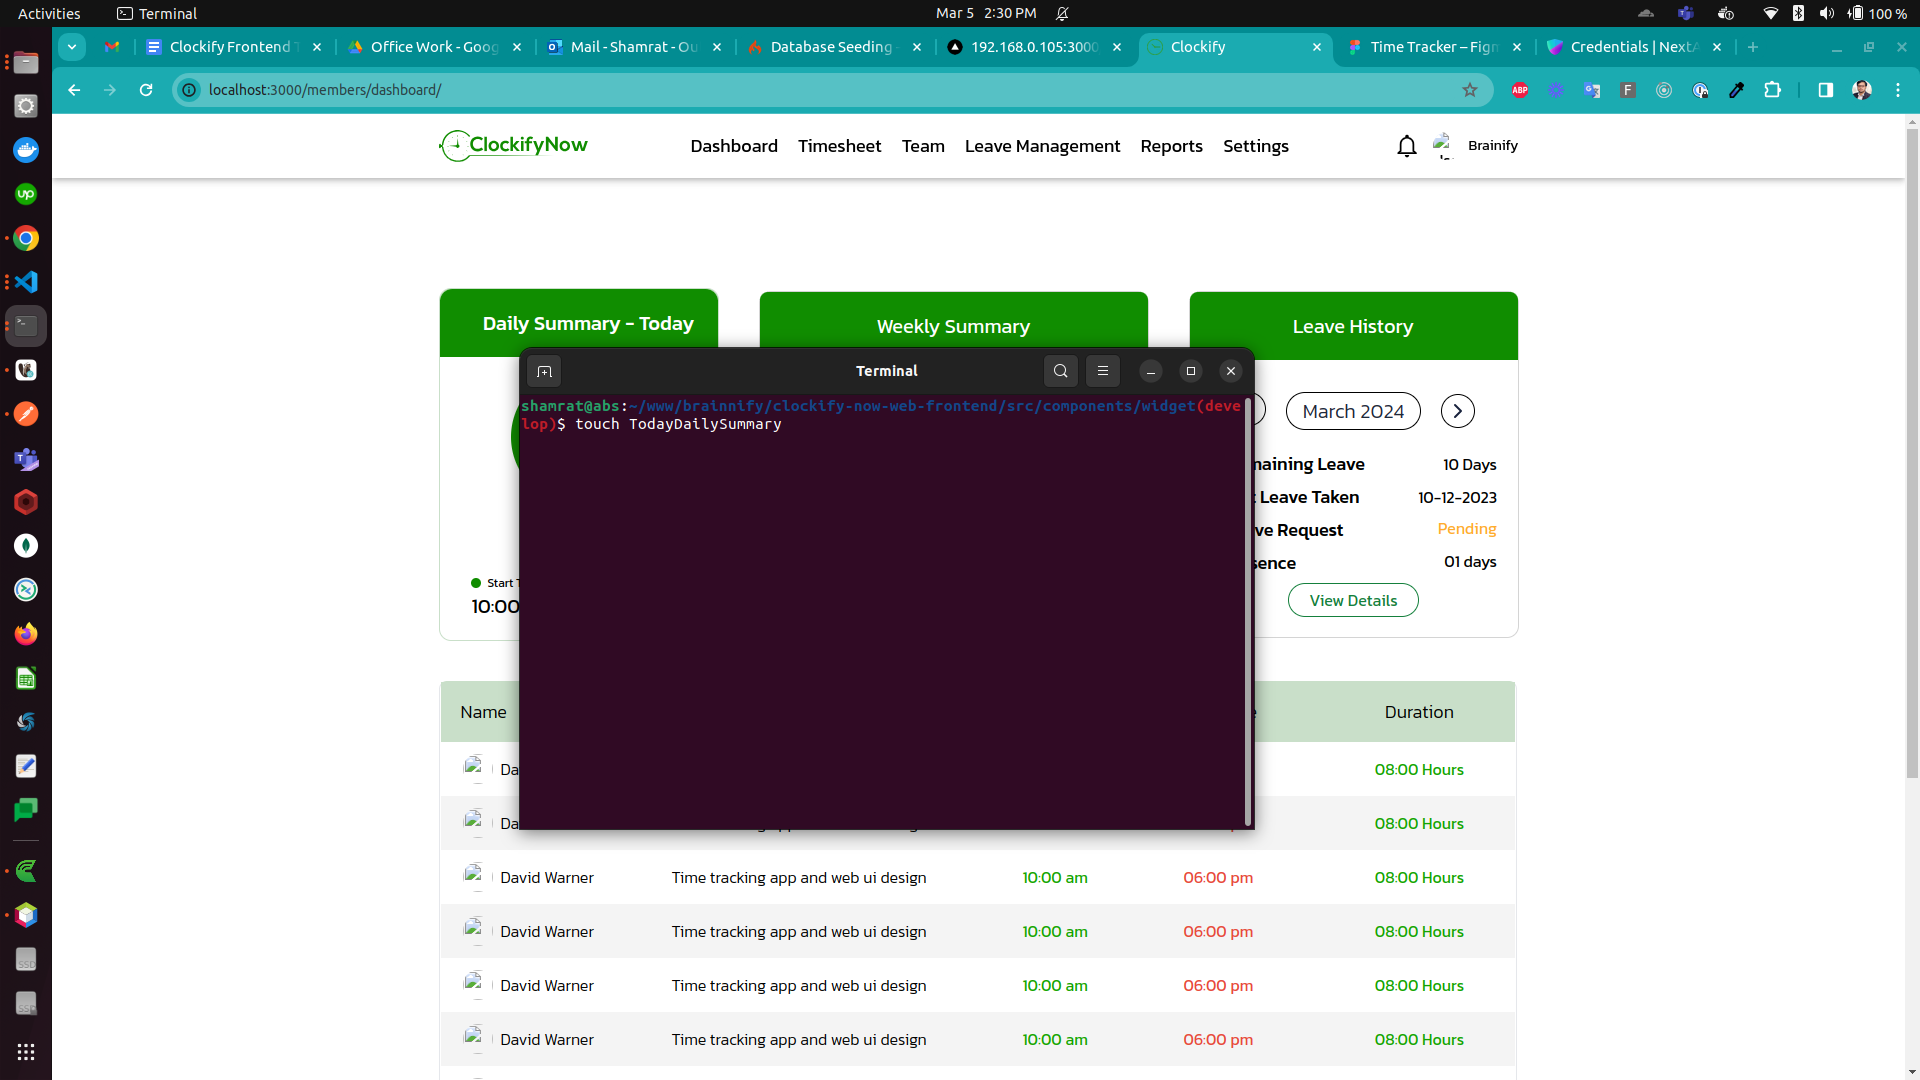 Activities
Terminal
Mar 5 2:30 PM
100 %
Clockify Frontend T
Office Work - Goog
Mail - Shamrat - Ou
Database Seeding -
192.168.0.105:3000
Clockify
Time Tracker – Figm
Credentials | NextA
localhost:3000/members/dashboard/
ABP
F
up
ClockifyNow
Dashboard
Timesheet
Team
Leave Management
Reports
Settings
Brainify
Daily Summary - Today
Weekly Summary
Leave History
Terminal
shamrat@abs:~/www/brainnify/clockify-now-web-frontend/src/components/widget(deve
lop)$ touch TodayDailySummary
March 2024
maining Leave
10 Days
Leave Taken
10-12-2023
ve Request
Pending
sence
01 days
View Details
Start T
10:00
Name
Duration
Da
08:00 Hours
Da
08:00 Hours
David Warner
Time tracking app and web ui design
10:00 am
06:00 pm
08:00 Hours
David Warner
Time tracking app and web ui design
10:00 am
06:00 pm
08:00 Hours
David Warner
Time tracking app and web ui design
10:00 am
06:00 pm
08:00 Hours
David Warner
Time tracking app and web ui design
10:00 am
06:00 pm
08:00 Hours
SSD
SSD